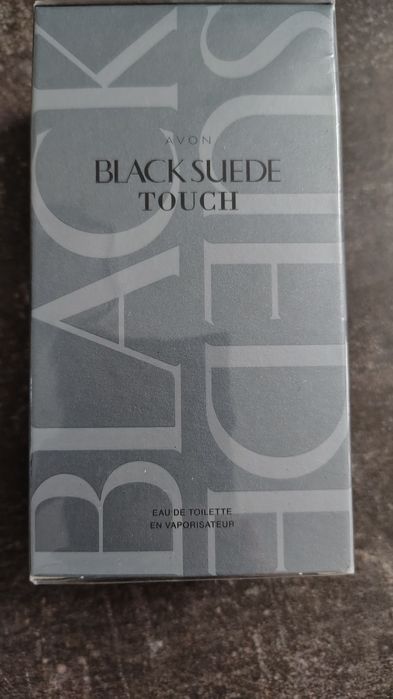 AVON
BLACK SUEDE
TOUCH
EAU DE TOILETTE
EN VAPORISATEUR
BLACK
SUEDE